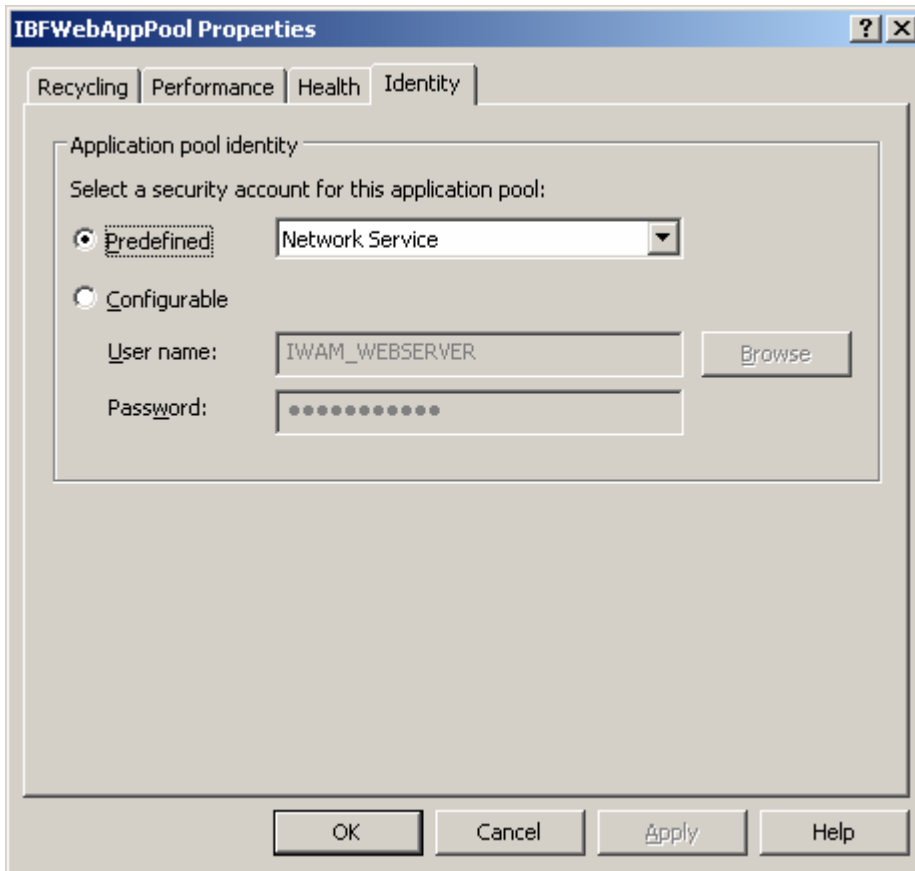 IBFWebAppPool Properties
Recycling Performance Health Identity
Application pool identity
Select a security account for this application pool:
Predefined Network Service
Configurable
User name: IWAM_WEBSERVER Browse
Password: ●●●●●●●●●●●
OK Cancel Apply Help